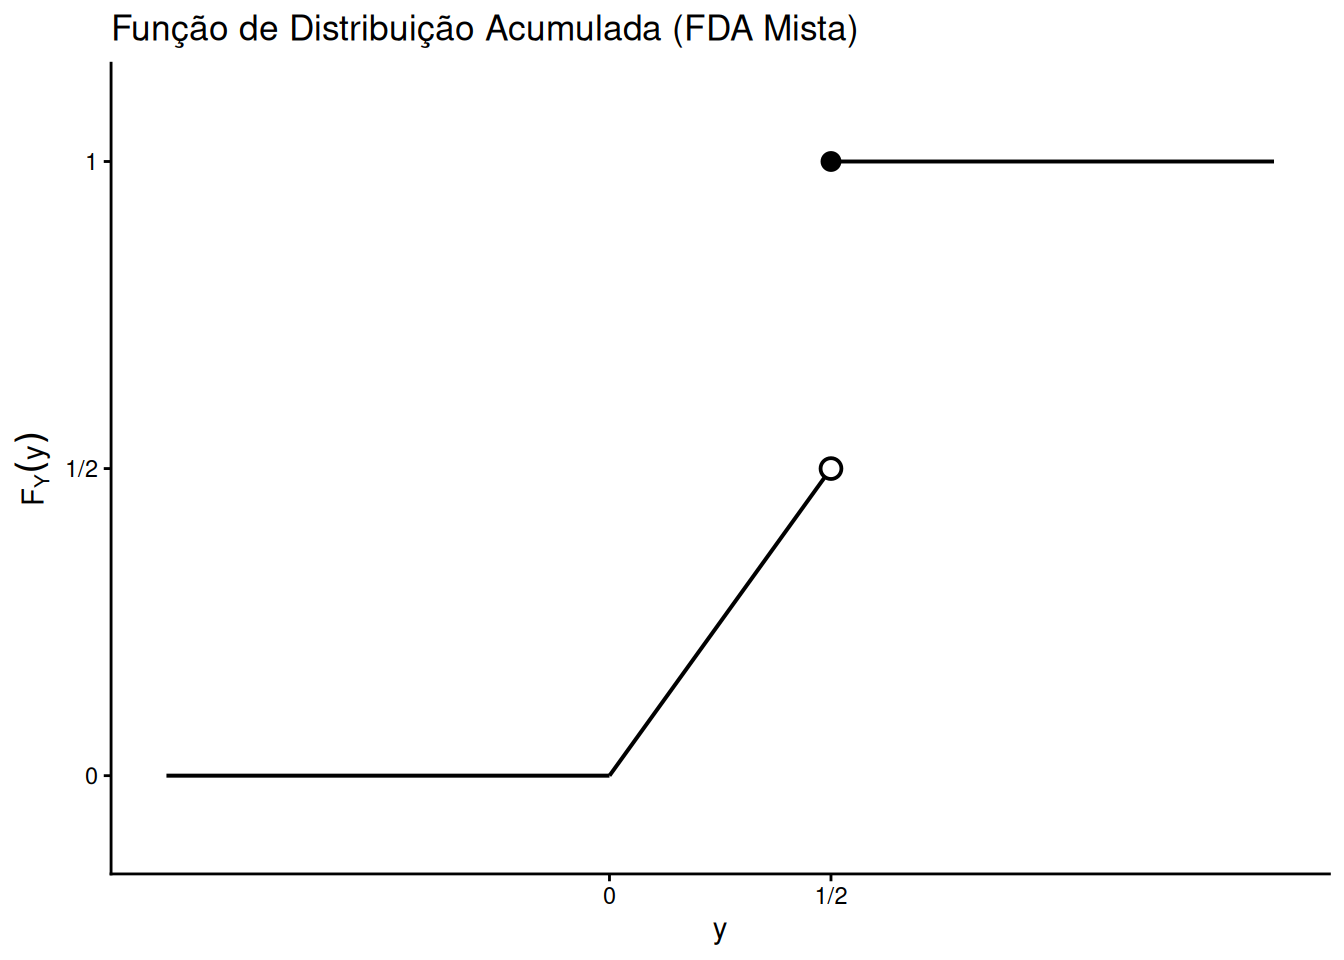 Função de Distribuição Acumulada (FDA Mista)
1
1/2
0
F_Y(y)
0
1/2
y